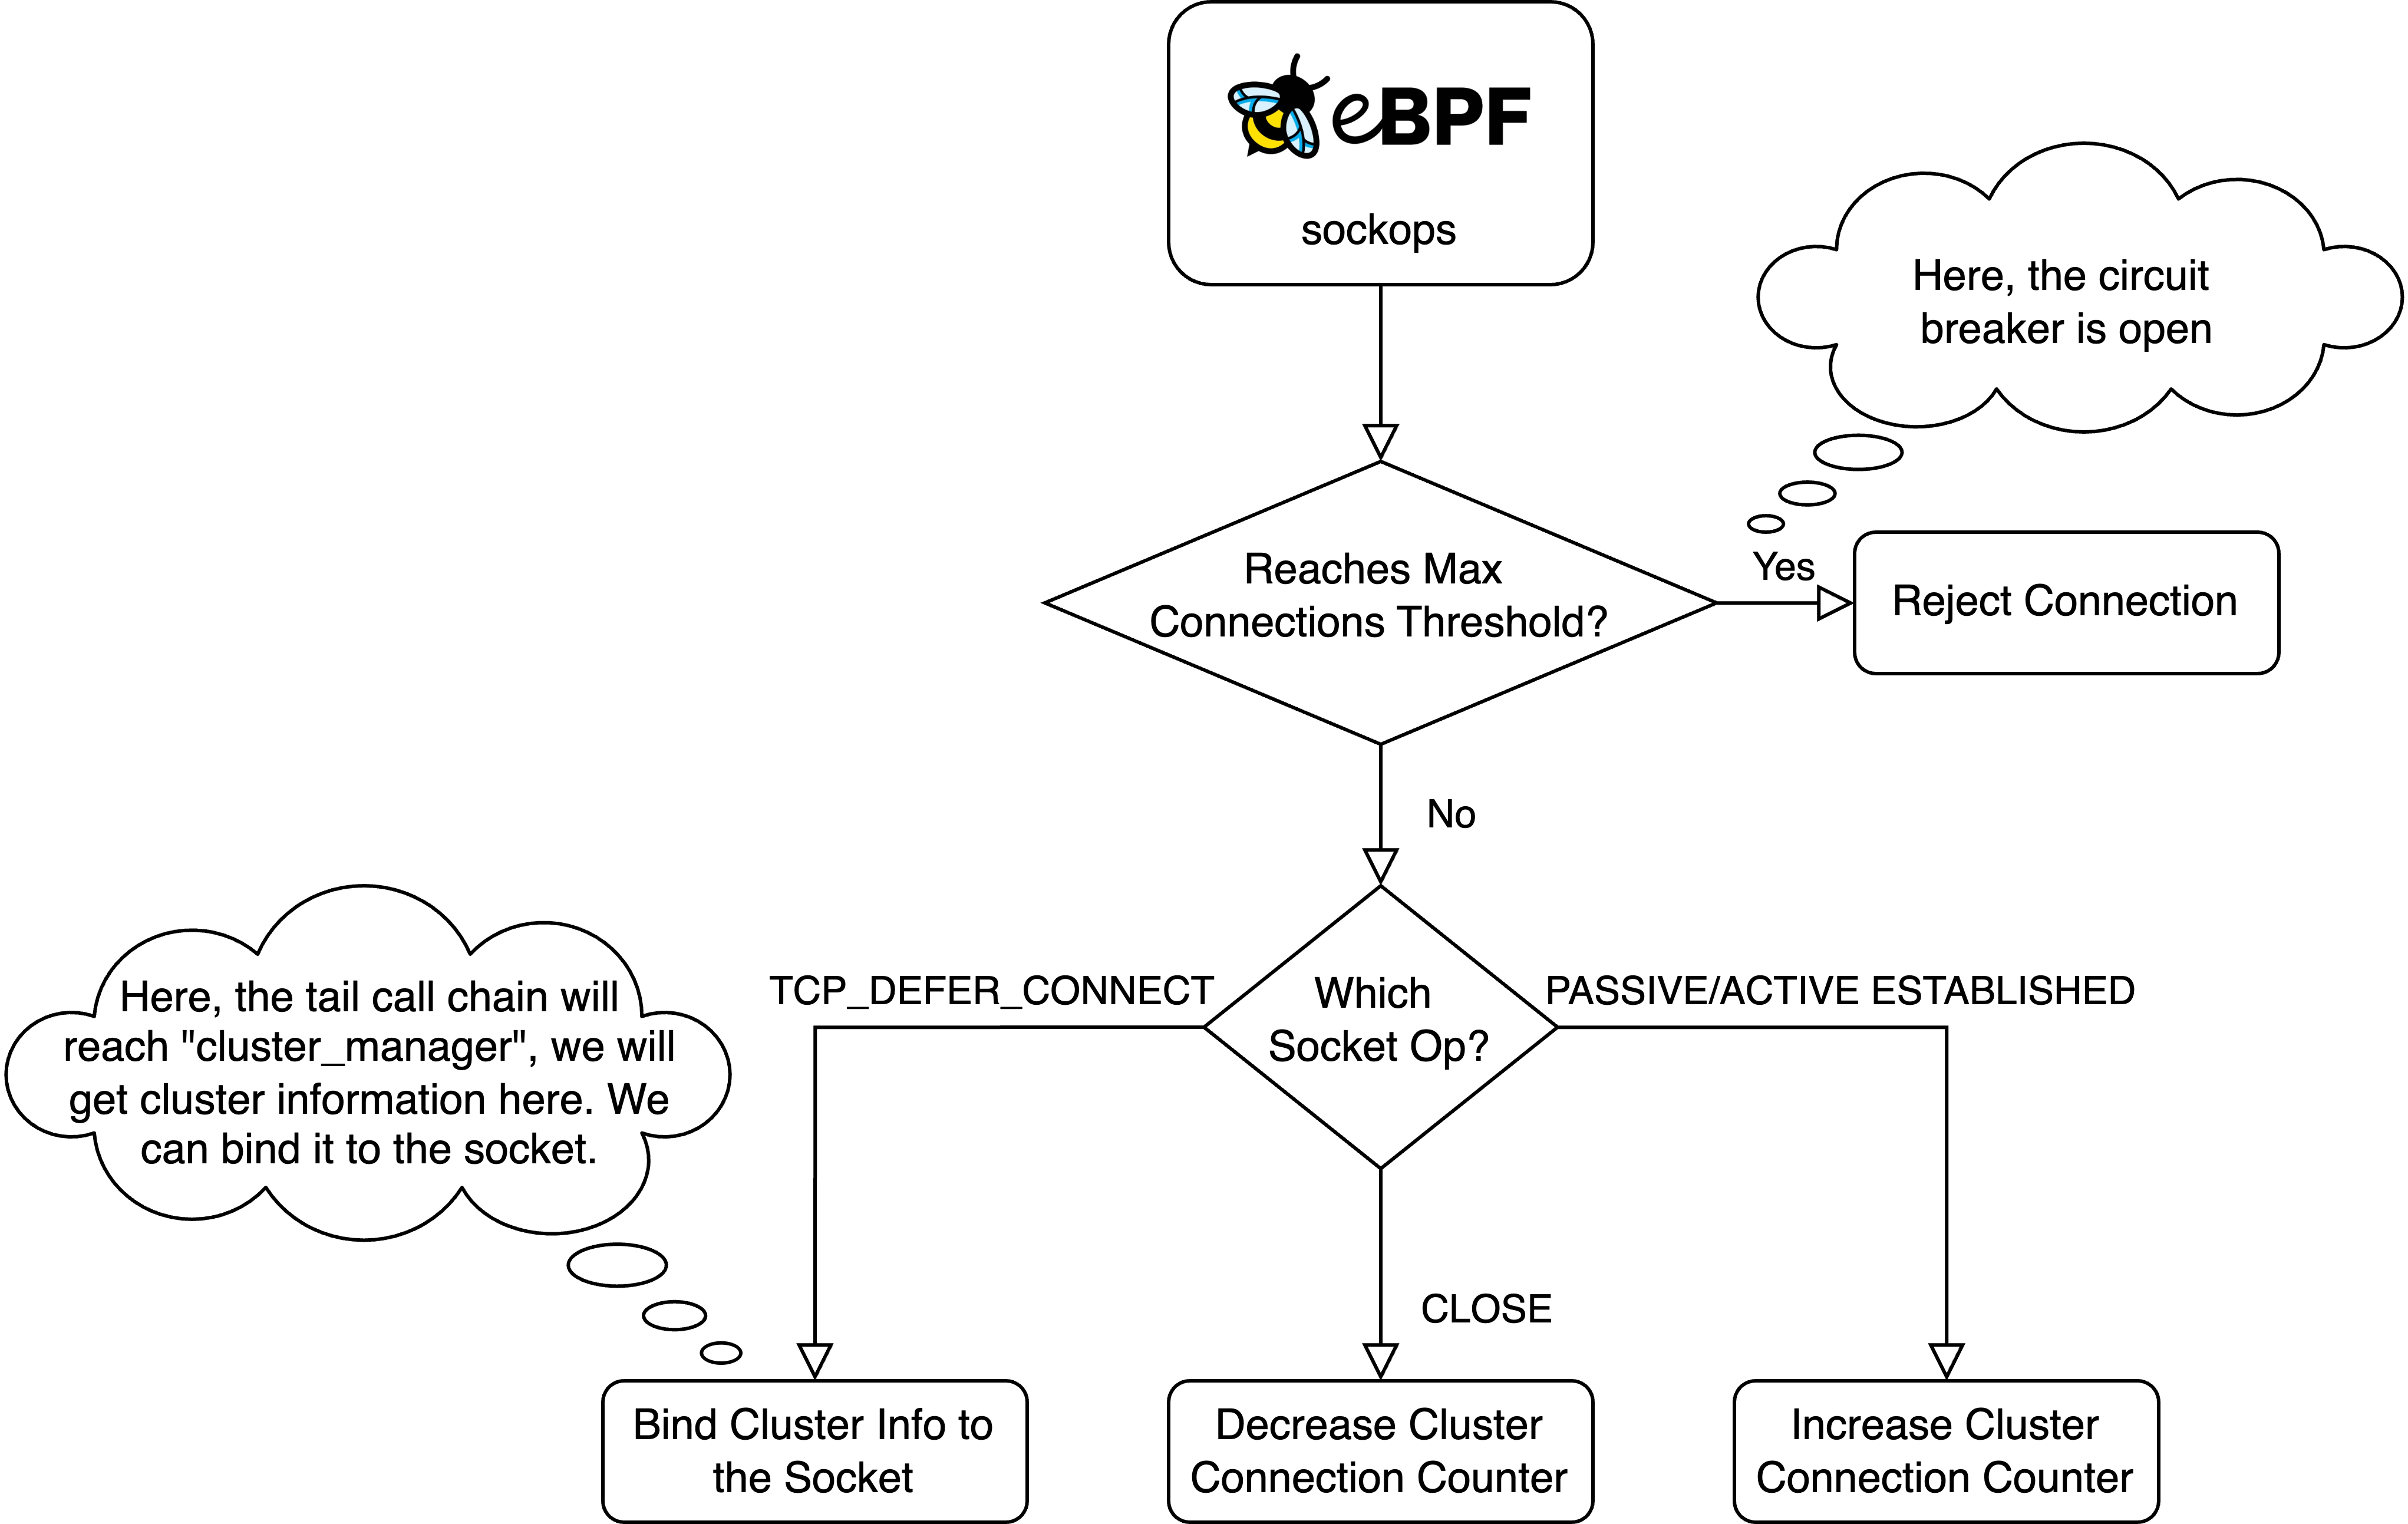 eBPF
sockops
Here, the circuit
breaker is open
Reaches Max
Connections Threshold?
Yes
Reject Connection
No
Here, the tail call chain will
reach "cluster_manager", we will
get cluster information here. We
can bind it to the socket.
TCP_DEFER_CONNECT
Which
Socket Op?
PASSIVE/ACTIVE ESTABLISHED
CLOSE
Bind Cluster Info to
the Socket
Decrease Cluster
Connection Counter
Increase Cluster
Connection Counter